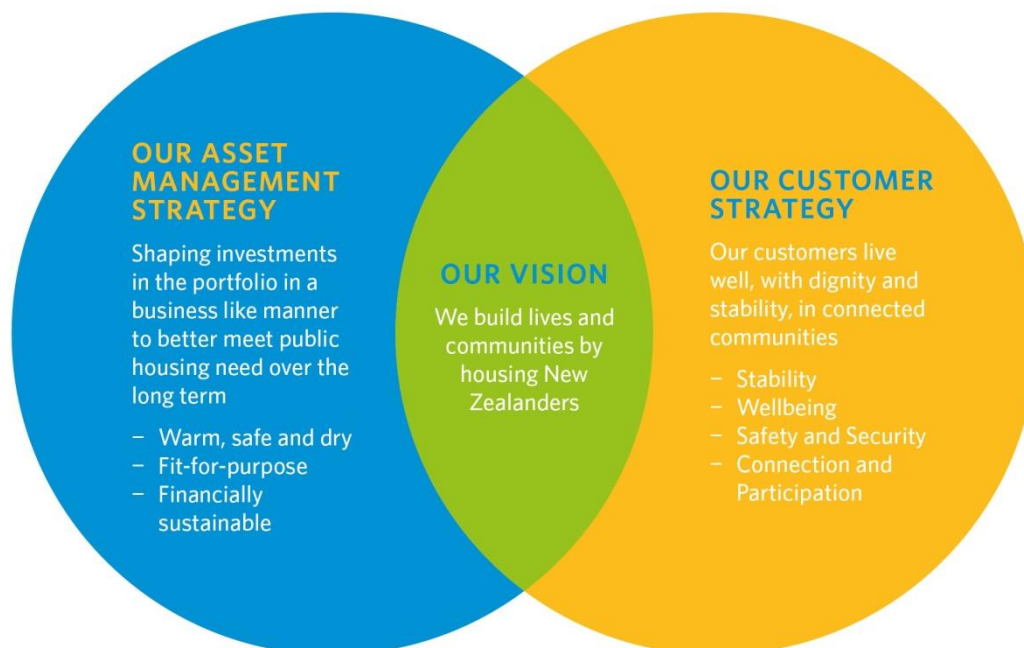 OUR ASSET
MANAGEMENT
STRATEGY
Shaping investments
in the portfolio in a
business like manner
to better meet public
housing need over the
long term
– Warm, safe and dry
– Fit-for-purpose
– Financially
sustainable
OUR VISION
We build lives and
communities by
housing New
Zealanders
OUR CUSTOMER
STRATEGY
Our customers live
well, with dignity and
stability, in connected
communities
– Stability
– Wellbeing
– Safety and Security
– Connection and
Participation